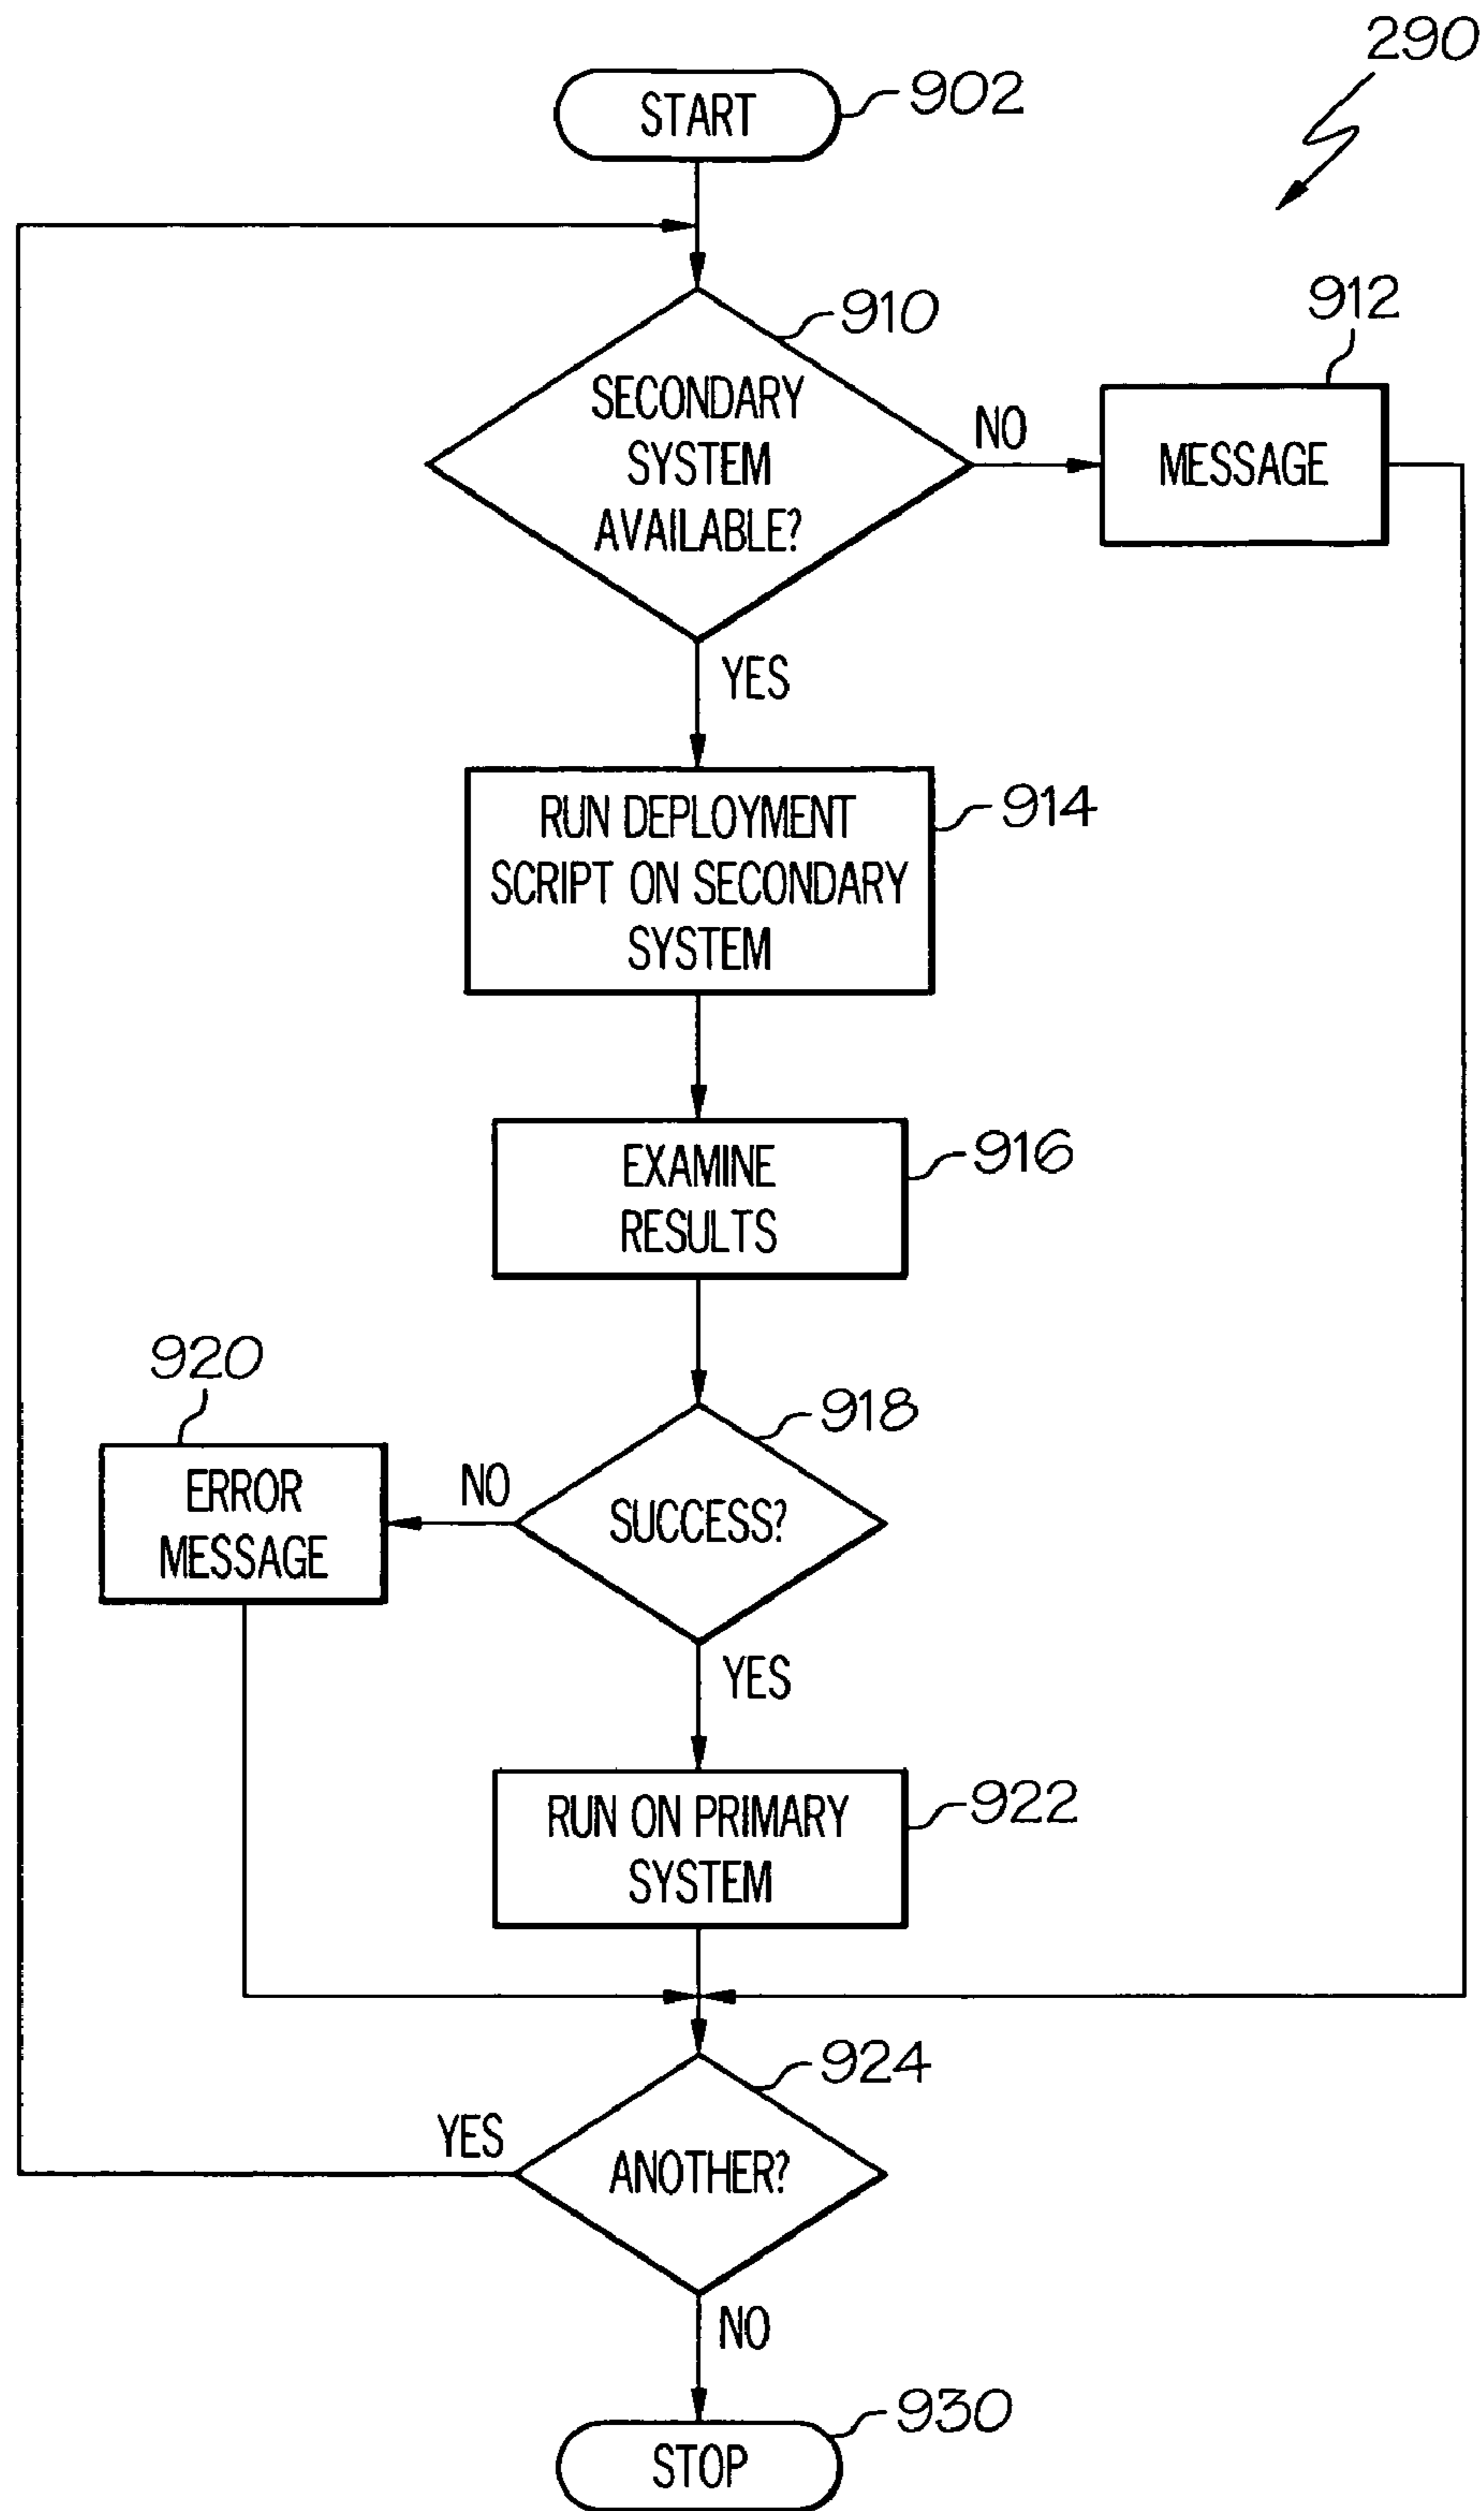 290
START
902
910
912
SECONDARY
SYSTEM
AVAILABLE?
NO
MESSAGE
YES
RUN DEPLOYMENT
SCRIPT ON SECONDARY
SYSTEM
914
EXAMINE
RESULTS
916
920
918
ERROR
MESSAGE
NO
SUCCESS?
YES
RUN ON PRIMARY
SYSTEM
922
924
YES
ANOTHER?
NO
930
STOP